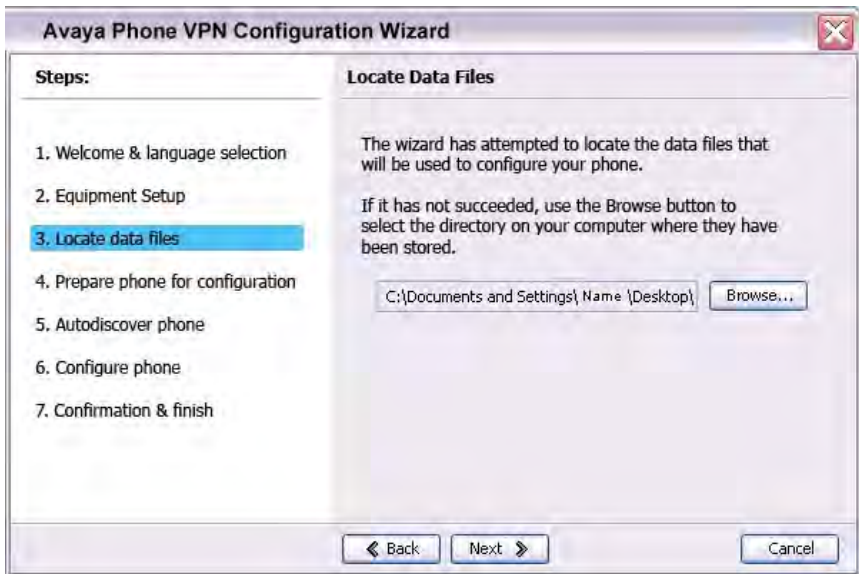 Avaya Phone VPN Configuration Wizard
Steps:
1. Welcome & language selection
2. Equipment Setup
3. Locate data files
4. Prepare phone for configuration
5. Autodiscover phone
6. Configure phone
7. Confirmation & finish
Locate Data Files
The wizard has attempted to locate the data files that
will be used to configure your phone.
If it has not succeeded, use the Browse button to
select the directory on your computer where they have
been stored.
C:\Documents and Settings\ Name \Desktop\
Browse...
Back
Next
Cancel